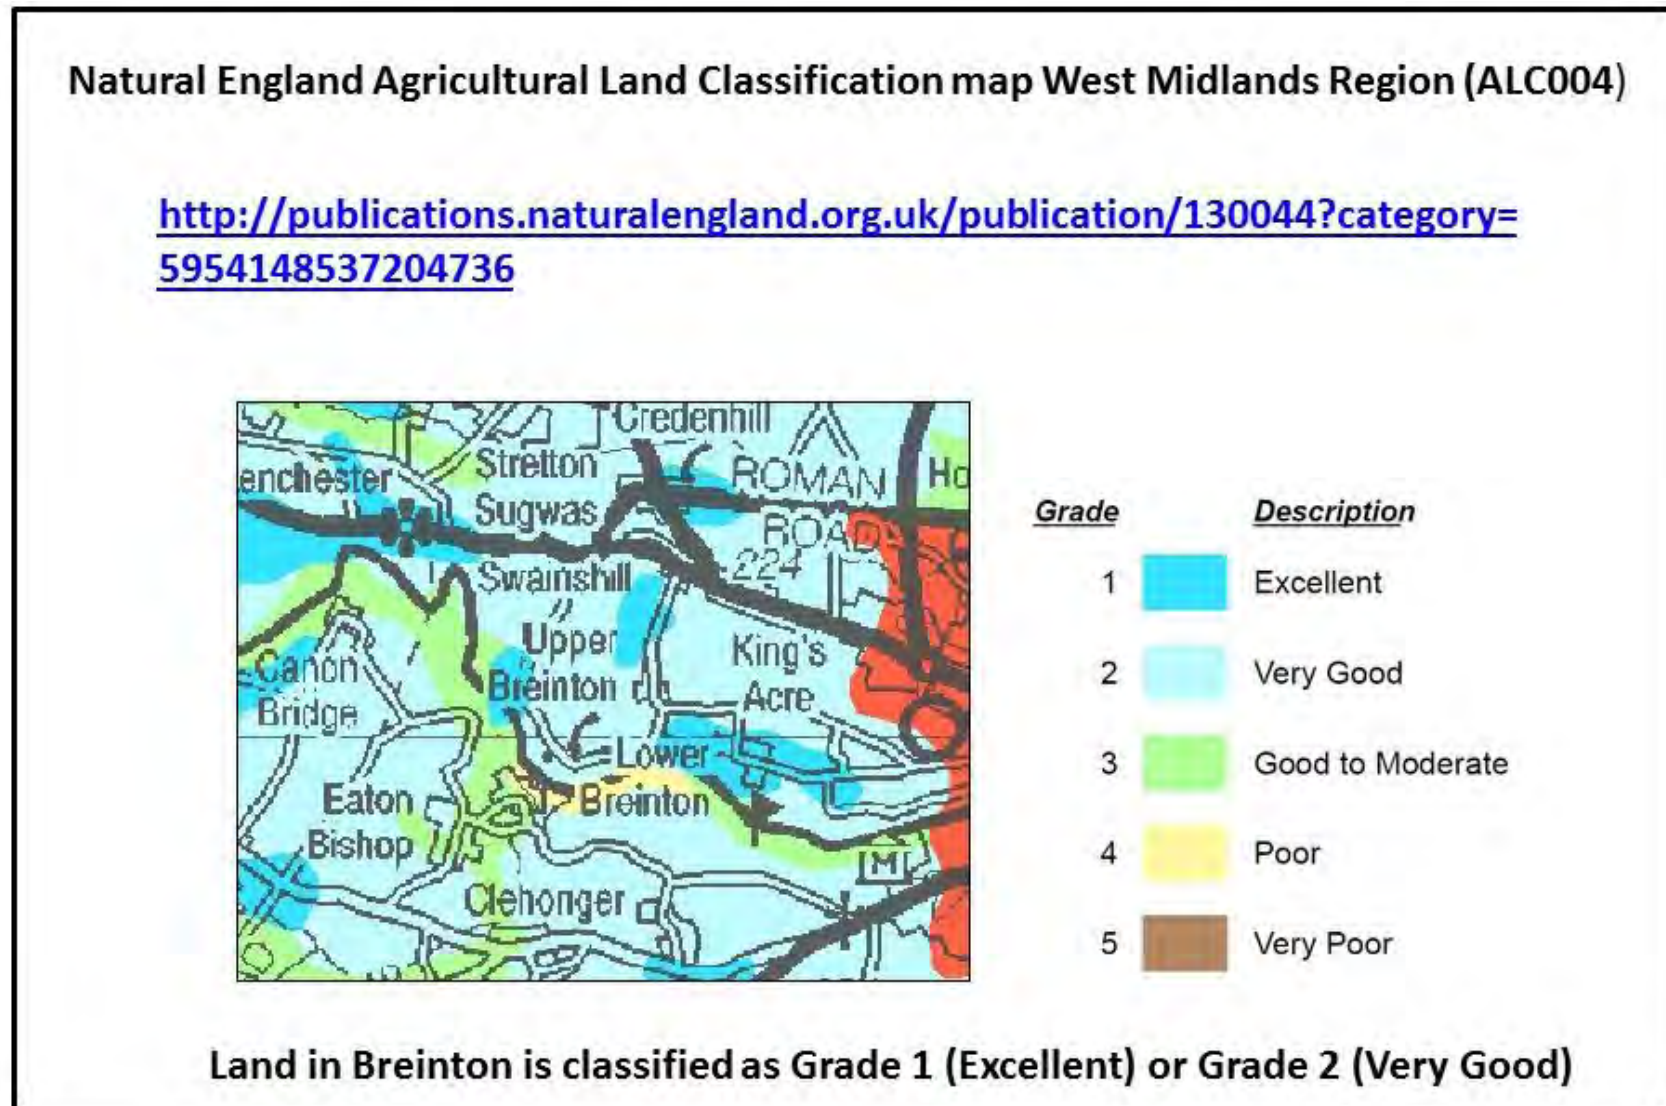 Natural England Agricultural Land Classification map West Midlands Region (ALC004)
http://publications.naturalengland.org.uk/publication/130044?category=
5954148537204736
Credenhill
Stretton
enchester
ROMAN
Ho
Sugwas
ROAD
224
Swainshill
Upper
King's
Canon
Breinton
Acre
Bridge
Lower
Eaton
Breinton
Bishop
M
Clehonger
Grade Description
1 Excellent
2 Very Good
3 Good to Moderate
4 Poor
5 Very Poor
Land in Breinton is classified as Grade 1 (Excellent) or Grade 2 (Very Good)